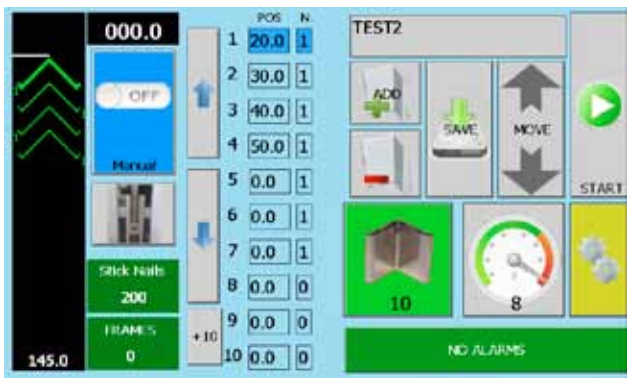 000.0
OFF
Manual
Stick Nails
200
FRAMES
0
145.0
POS N.
1 20.0 1
2 30.0 1
3 40.0 1
4 50.0 1
5 0.0 1
6 0.0 1
7 0.0 1
8 0.0 0
9 0.0 0
10 0.0 0
+10
TEST2
ADD
SAVE
MOVE
START
10
8
NO ALARMS